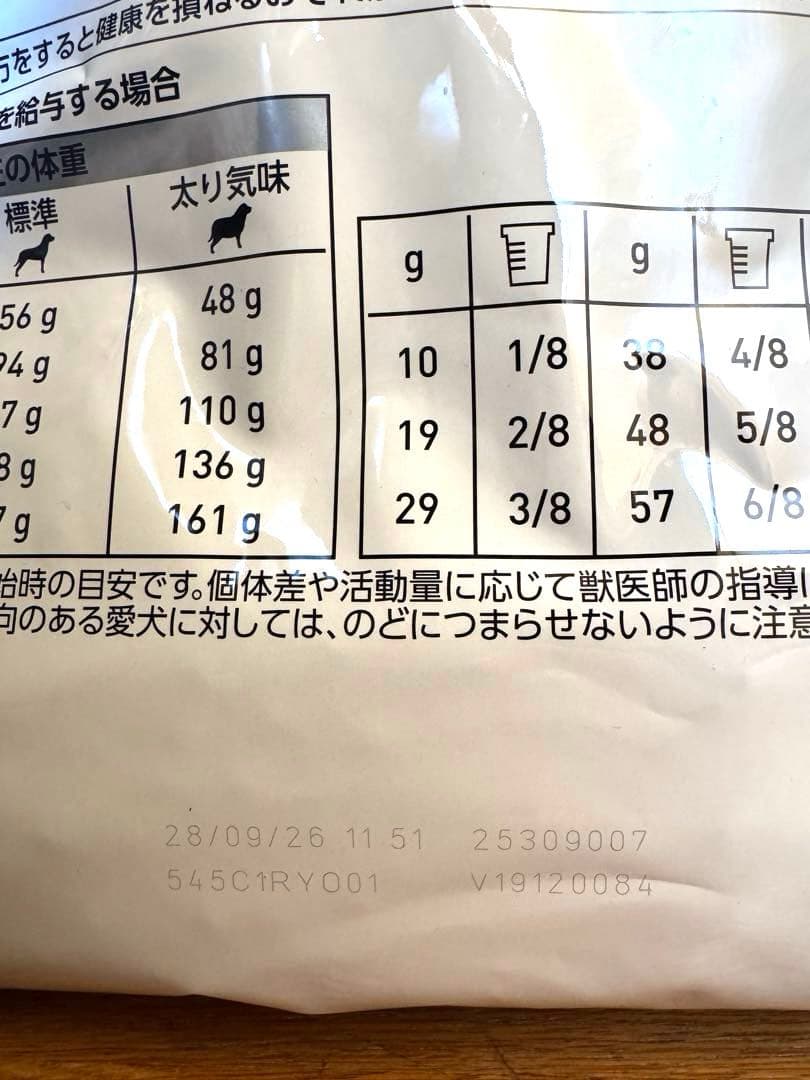 方をすると健康を損ねるおそれ
を給与する場合
の体重
標準 太り気味
56 g 48 g
94 g 81 g
7 g 110 g
8 g 136 g
7 g 161 g
g g
10 1/8 38 4/8
19 2/8 48 5/8
29 3/8 57 6/8
始時の目安です。個体差や活動量に応じて獣医師の指導
向のある愛犬に対しては、のどにつまらせないように注意
28/09/26 11 51 25309007
545C1RYO01 V19120084